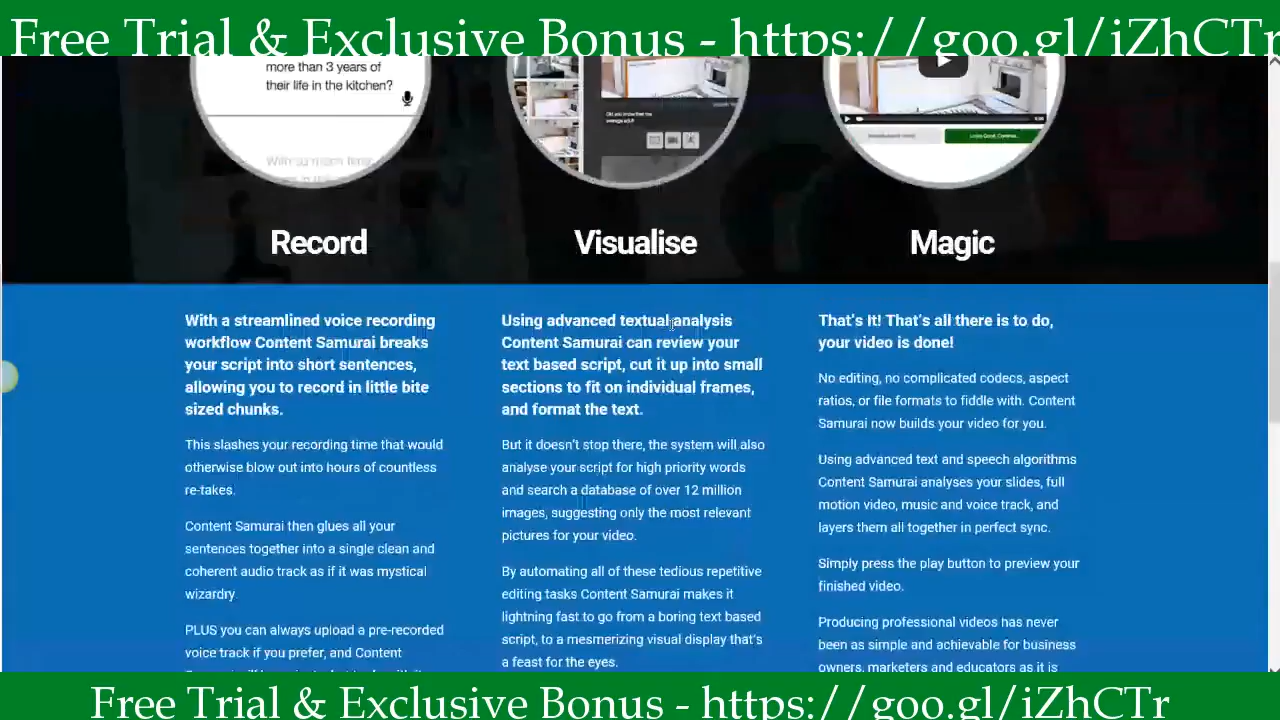 Free Trial & Exclusive Bonus - https://goo.gl/iZhCTr
more than 3 years of
their life in the kitchen?
Record
Visualise
Magic
With a streamlined voice recording
workflow Content Samurai breaks
your script into short sentences,
allowing you to record in little bite
sized chunks.
This slashes your recording time that would
otherwise blow out into hours of countless
re-takes.
Content Samurai then glues all your
sentences together into a single clean and
coherent audio track as if it was mystical
wizardry.
PLUS you can always upload a pre-recorded
voice track if you prefer, and Content
Using advanced textual analysis
Content Samurai can review your
text based script, cut it up into small
sections to fit on individual frames,
and format the text.
But it doesn't stop there, the system will also
analyse your script for high priority words
and search a database of over 12 million
images, suggesting only the most relevant
pictures for your video.
By automating all of these tedious repetitive
editing tasks Content Samurai makes it
lightning fast to go from a boring text based
script, to a mesmerizing visual display that's
a feast for the eyes.
That's It! That's all there is to do,
your video is done!
No editing, no complicated codecs, aspect
ratios, or file formats to fiddle with. Content
Samurai now builds your video for you.
Using advanced text and speech algorithms
Content Samurai analyses your slides, full
motion video, music and voice track, and
layers them all together in perfect sync.
Simply press the play button to preview your
finished video.
Producing professional videos has never
been as simple and achievable for business
owners, marketers and educators as it is
Free Trial & Exclusive Bonus - https://goo.gl/iZhCTr